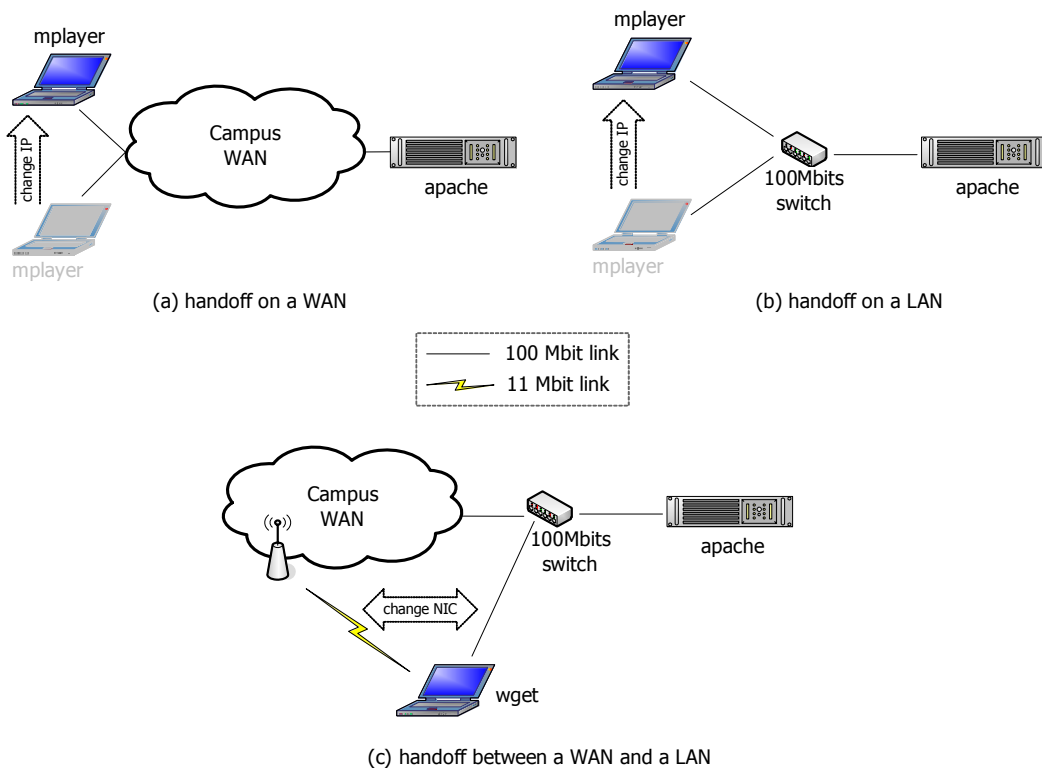 mplayer
change IP
Campus
WAN
apache
mplayer
(a) handoff on a WAN
mplayer
change IP
100Mbits
switch
apache
mplayer
(b) handoff on a LAN
100 Mbit link
11 Mbit link
Campus
WAN
100Mbits
switch
apache
change NIC
wget
(c) handoff between a WAN and a LAN